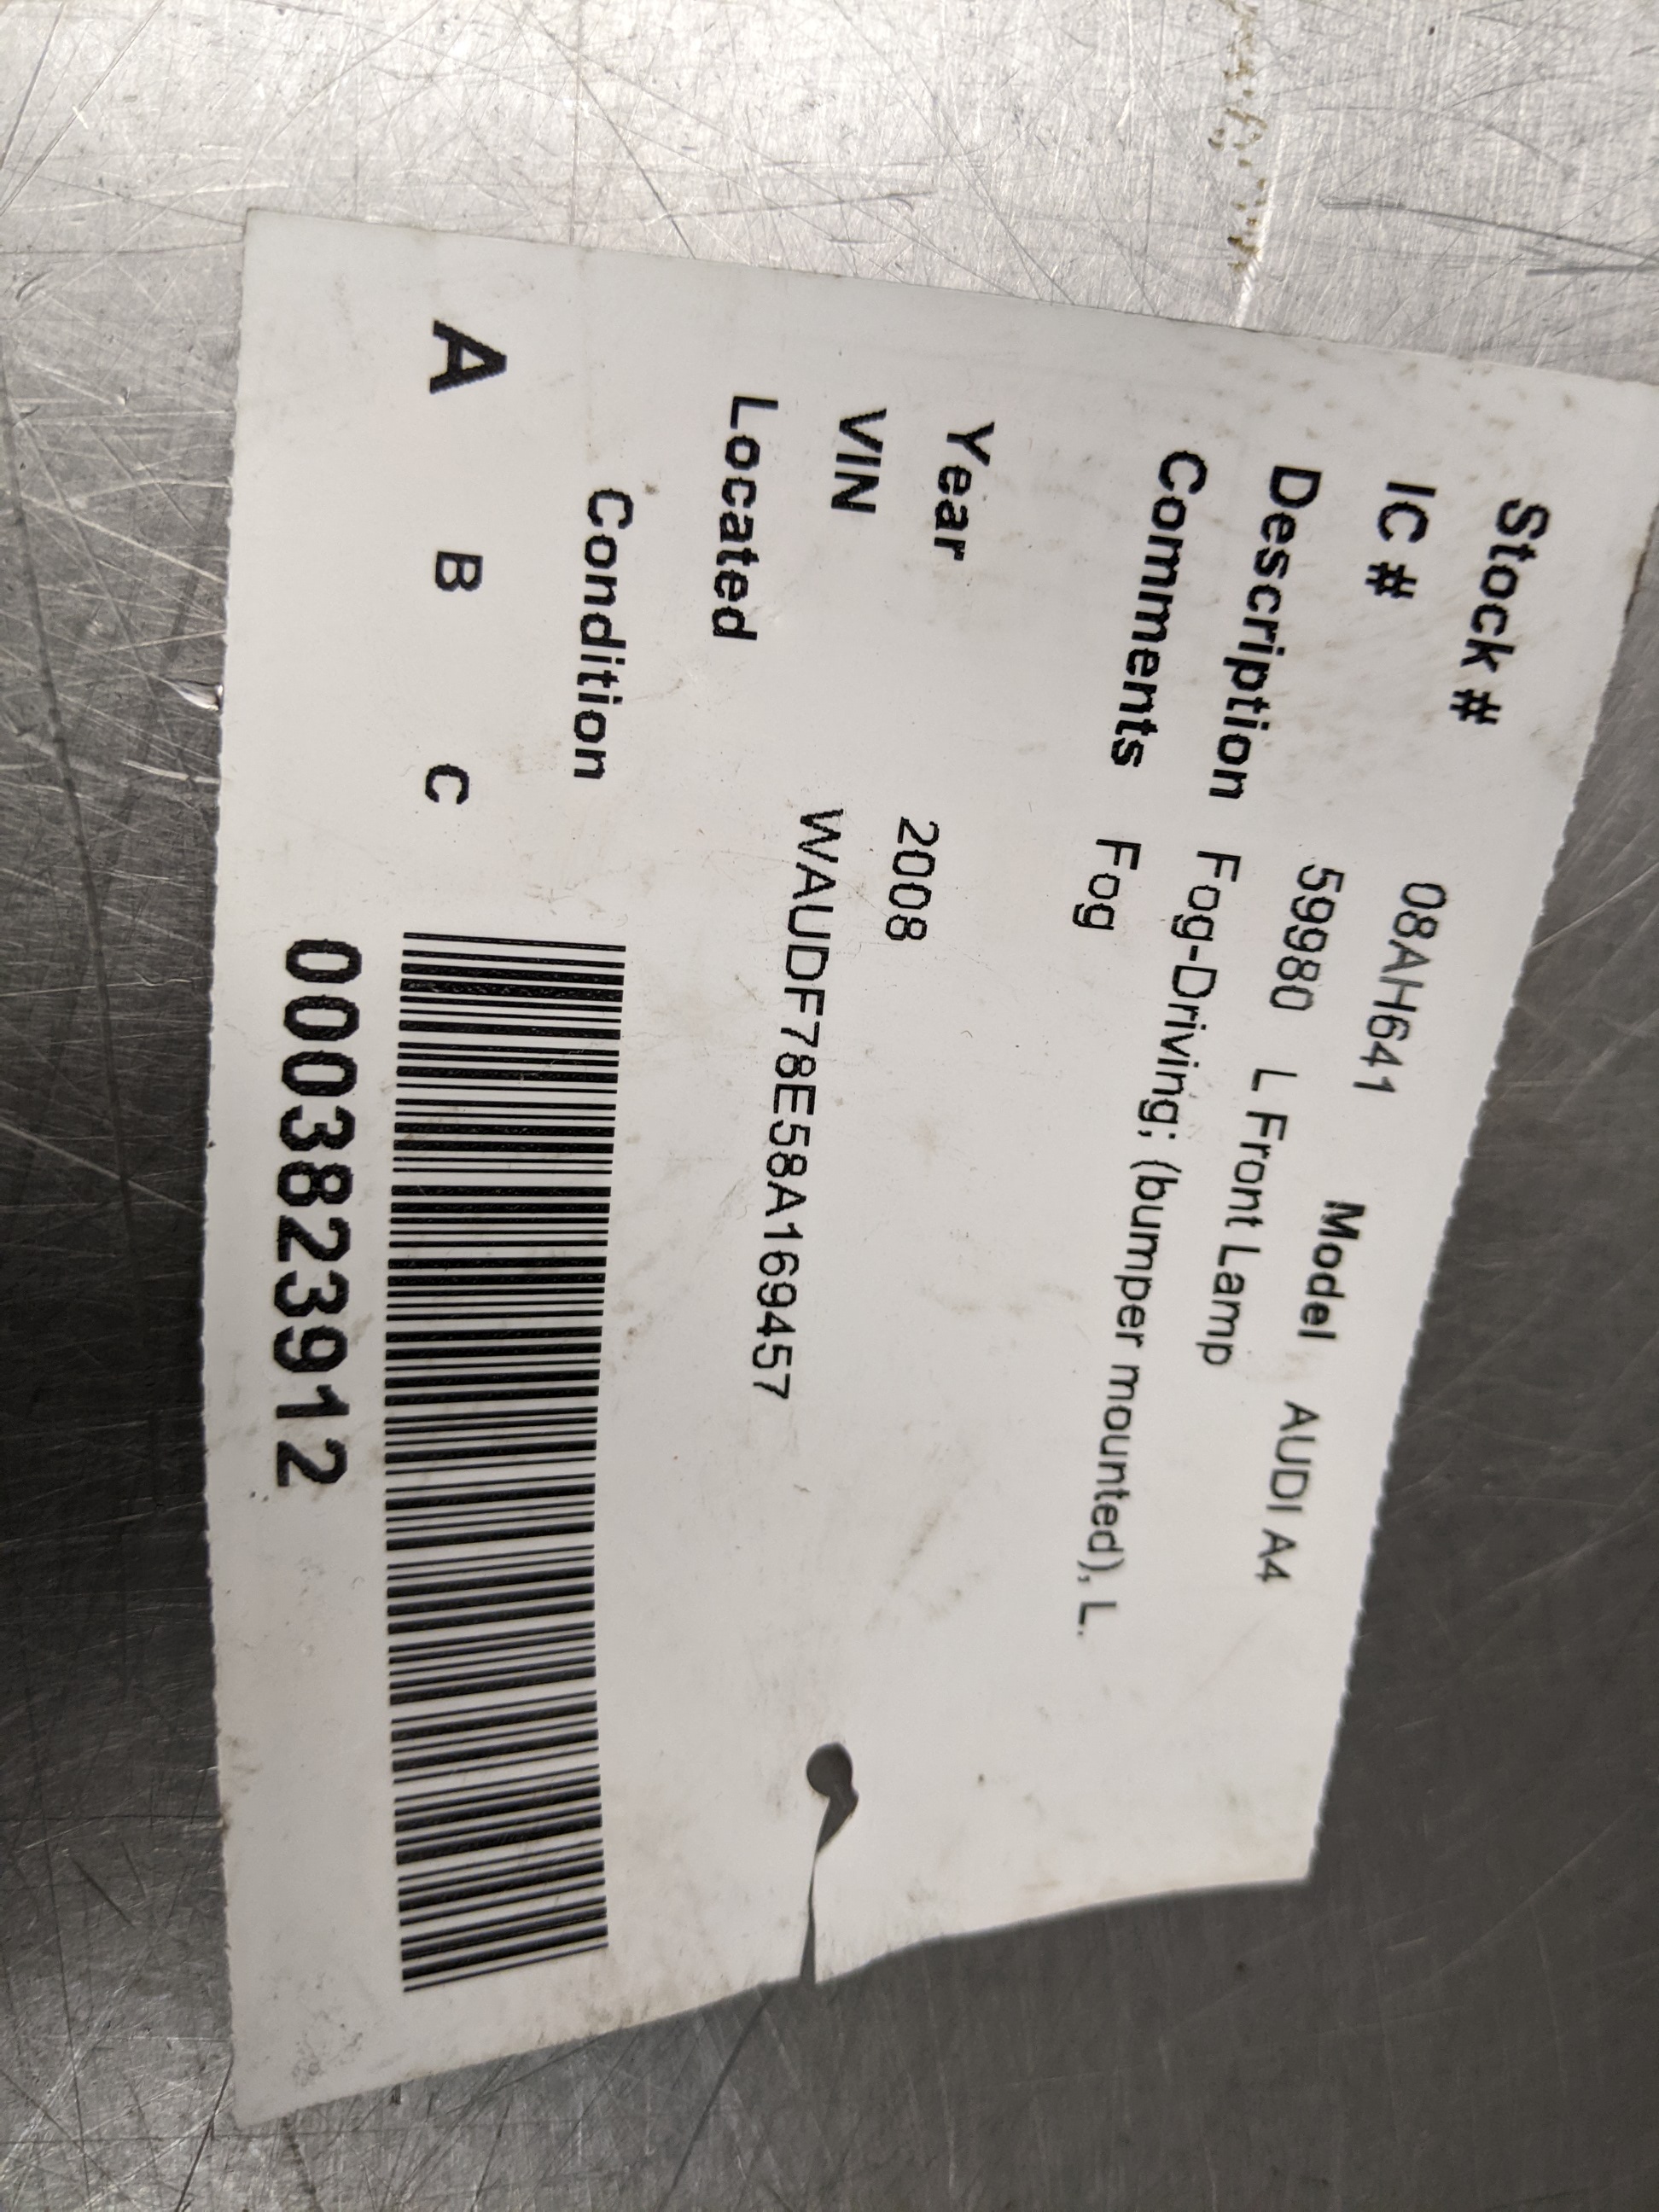 Stock # 08AH641 Model AUDI A4
IC # 59980 L Front Lamp
Description Fog-Driving; (bumper mounted), L.
Comments Fog
Year 2008
VIN WAUDF78E58A169457
Located
Condition
A B C
0003823912